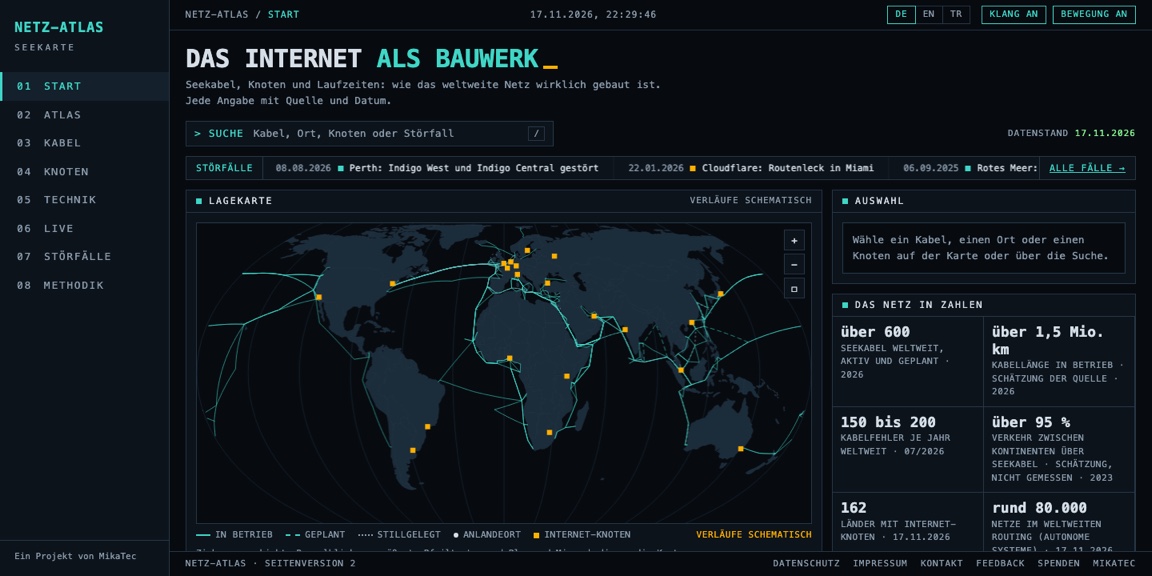 NETZ-ATLAS
SEEKARTE
01 START
02 ATLAS
03 KABEL
04 KNOTEN
05 TECHNIK
06 LIVE
07 STÖRFÄLLE
08 METHODIK
Ein Projekt von MikaTec
NETZ-ATLAS / START
17.11.2026, 22:29:46
DE EN TR
KLANG AN
BEWEGUNG AN
DAS INTERNET ALS BAUWERK_
Seekabel, Knoten und Laufzeiten: wie das weltweite Netz wirklich gebaut ist.
Jede Angabe mit Quelle und Datum.
> SUCHE Kabel, Ort, Knoten oder Störfall /
DATENSTAND 17.11.2026
STÖRFÄLLE 08.08.2026 Perth: Indigo West und Indigo Central gestört 22.01.2026 Cloudflare: Routenleck in Miami 06.09.2025 Rotes Meer: ALLE FÄLLE →
LAGEKARTE
VERLÄUFE SCHEMATISCH
+
−
IN BETRIEB
GEPLANT
STILLGELEGT
ANLANDEORT
INTERNET-KNOTEN
VERLÄUFE SCHEMATISCH
AUSWAHL
Wähle ein Kabel, einen Ort oder einen
Knoten auf der Karte oder über die Suche.
DAS NETZ IN ZAHLEN
über 600
SEEKABEL WELTWEIT,
AKTIV UND GEPLANT ·
2026
über 1,5 Mio.
km
KABELLÄNGE IN BETRIEB ·
SCHÄTZUNG DER QUELLE ·
2026
150 bis 200
KABELFEHLER JE JAHR
WELTWEIT · 07/2026
über 95 %
VERKEHR ZWISCHEN
KONTINENTEN ÜBER
SEEKABEL · SCHÄTZUNG,
NICHT GEMESSEN · 2023
162
LÄNDER MIT INTERNET-
KNOTEN · 17.11.2026
rund 80.000
NETZE IM WELTWEITEN
ROUTING (AUTONOME
SYSTEME) · 17.11.2026
NETZ-ATLAS · SEITENVERSION 2
DATENSCHUTZ IMPRESSUM KONTAKT FEEDBACK SPENDEN MIKATEC